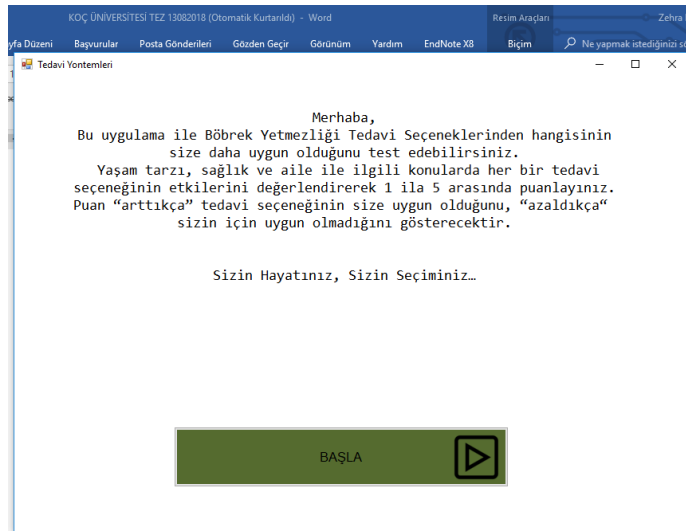 KOÇ ÜNİVERSİTESİ TEZ 13082018 (Otomatik Kurtarıldı) - Word
Resim Araçları
Zehra
Düzeni Başvurular Posta Gönderileri Gözden Geçir Görünüm Yardım EndNote X8 Biçim Ne yapmak istediğinizi
Tedavi Yontemleri
Merhaba,
Bu uygulama ile Böbrek Yetmezliği Tedavi Seçeneklerinden hangisinin
size daha uygun olduğunu test edebilirsiniz.
Yaşam tarzı, sağlık ve aile ile ilgili konularda her bir tedavi
seçeneğinin etkilerini değerlendirerek 1 ila 5 arasında puanlayınız.
Puan “arttıkça” tedavi seçeneğinin size uygun olduğunu, “azaldıkça“
sizin için uygun olmadığını gösterecektir.
Sizin Hayatınız, Sizin Seçiminiz…
BAŞLA